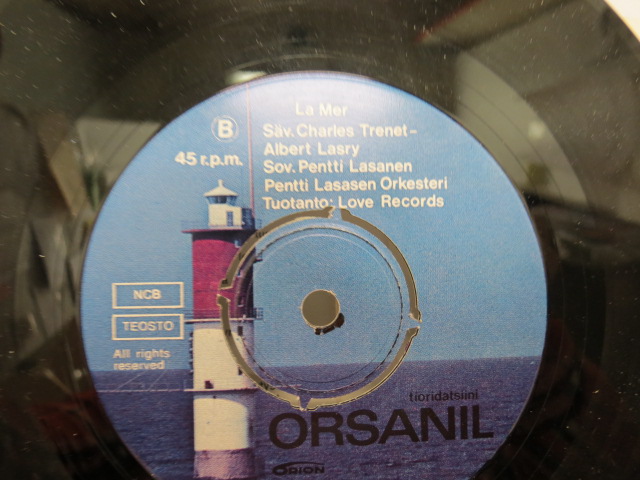 La Mer
B
Säv. Charles Trenet-
Albert Lasry
45 r.p.m.
Sov. Pentti Lasanen
Pentti Lasasen Orkesteri
Tuotanto: Love Records
NCB
TEOSTO
All rights
reserved
tioridatsiini
ORSANIL
ORION